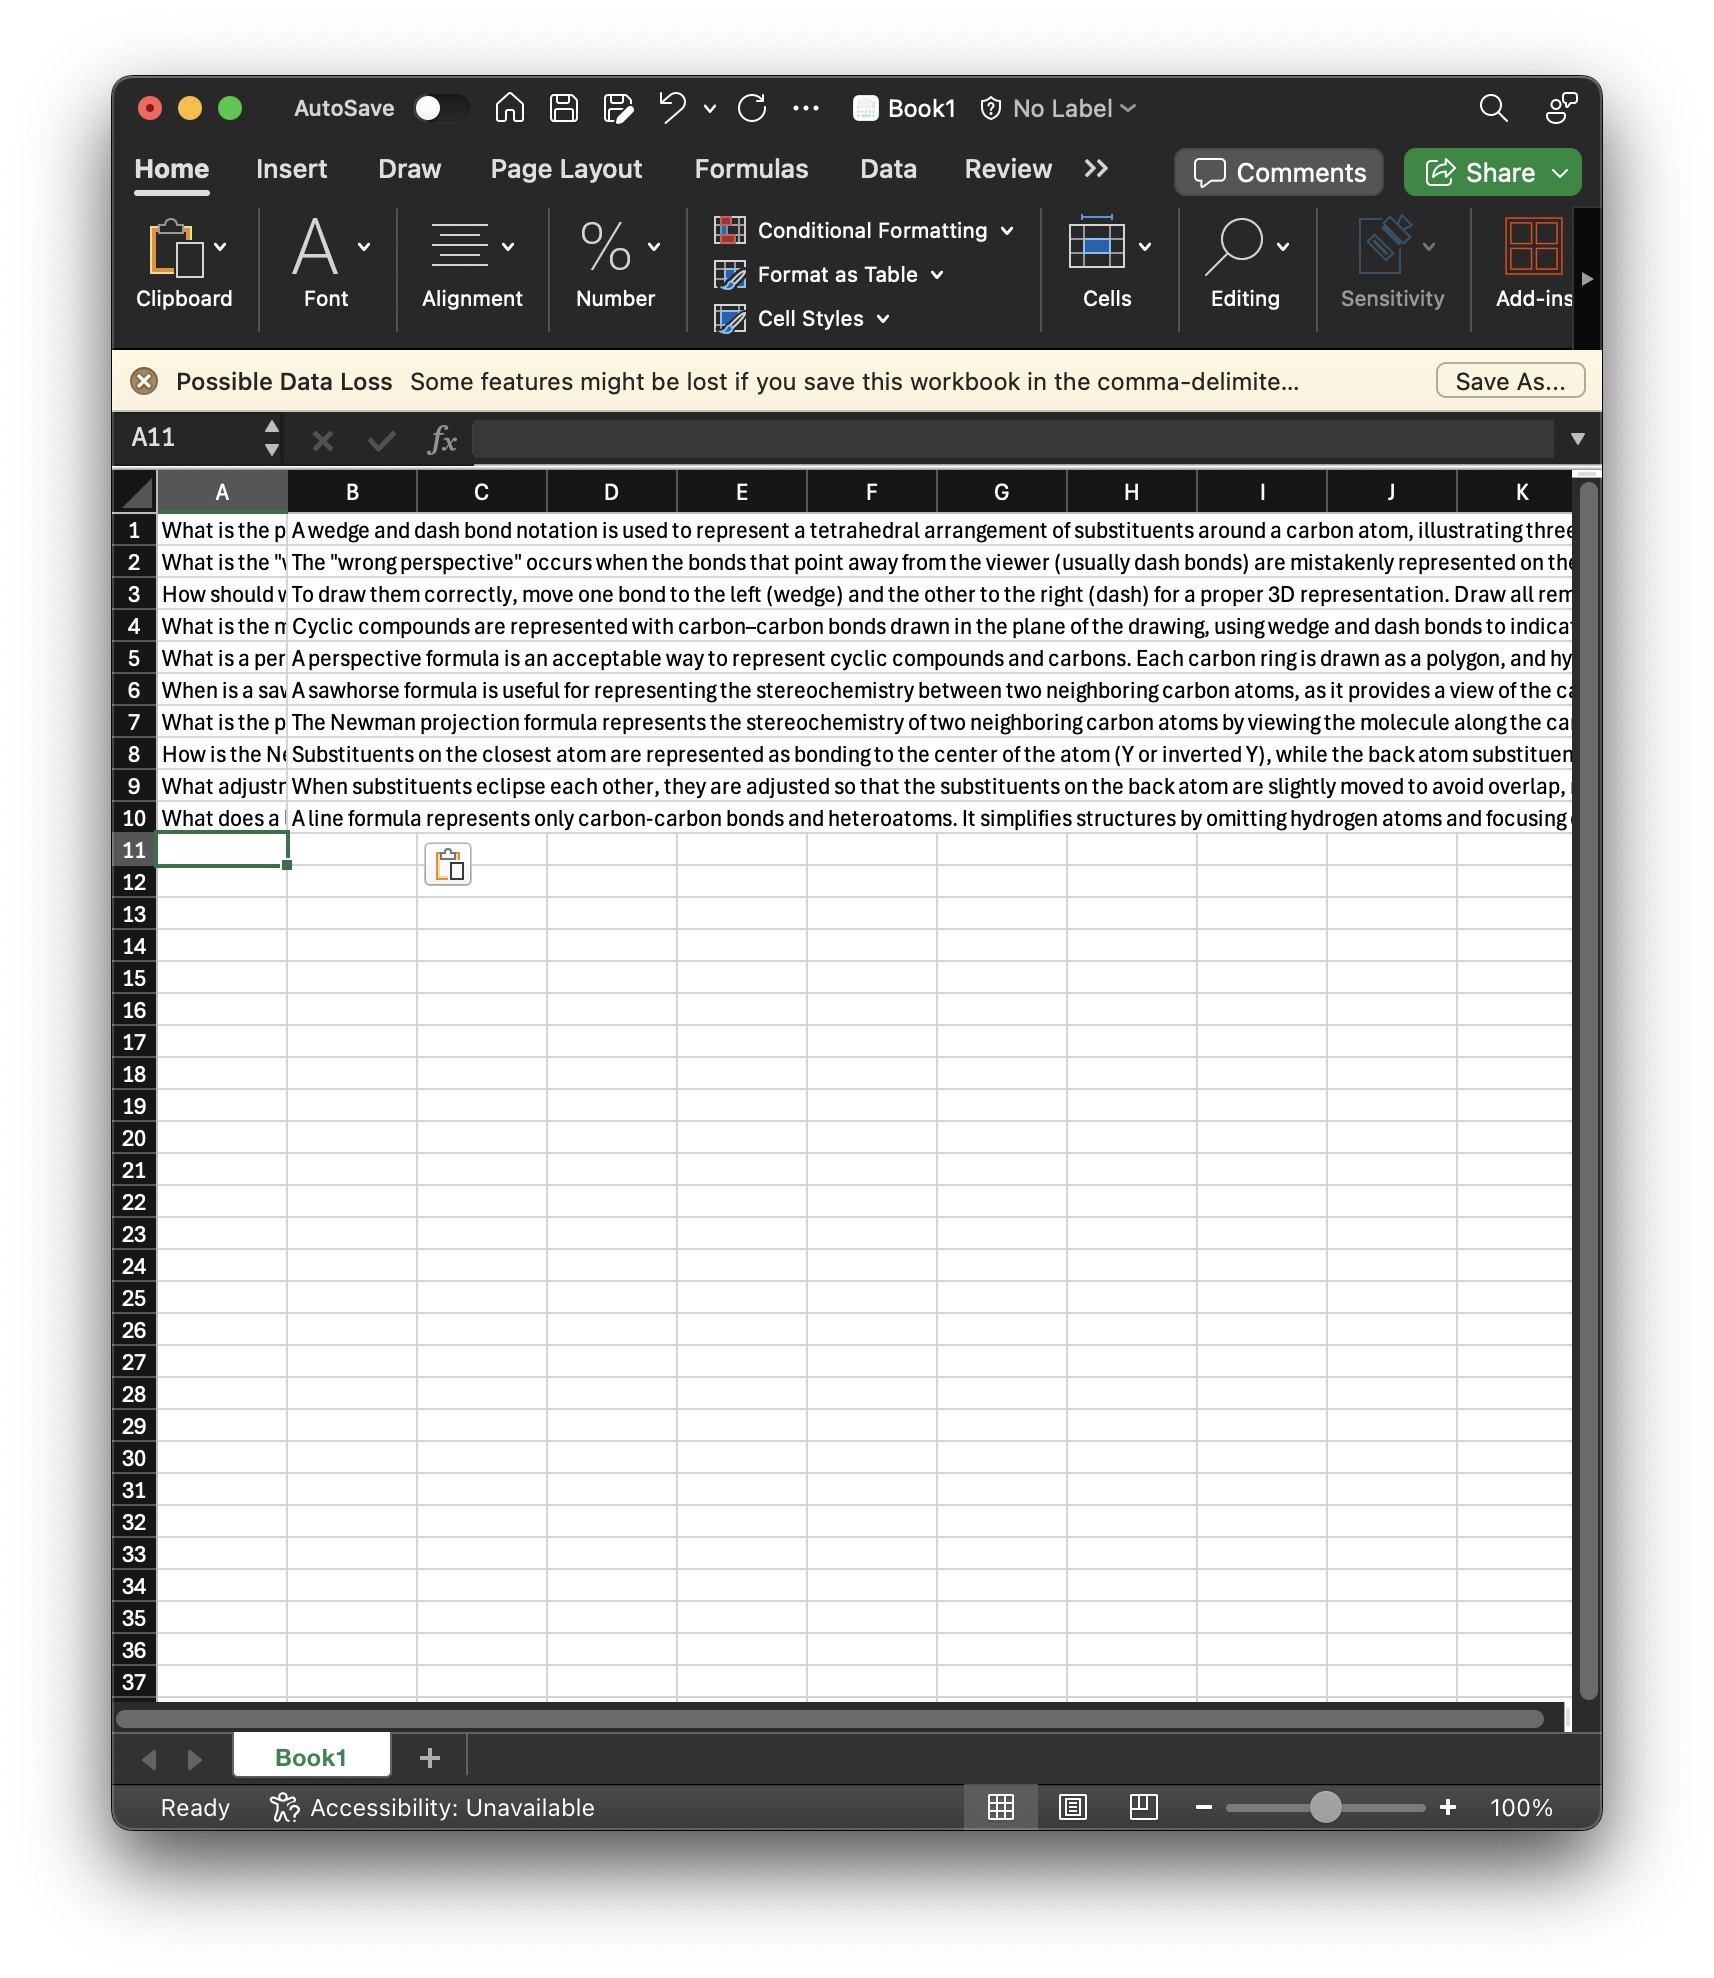 AutoSave Book1 No Label
Home Insert Draw Page Layout Formulas Data Review Comments Share
Conditional Formatting
Format as Table
Cell Styles
Clipboard Font Alignment Number Cells Editing Sensitivity Add-ins
Possible Data Loss Some features might be lost if you save this workbook in the comma-delimite... Save As...
A11 fx
A B C D E F G H I J K
1 What is the p A wedge and dash bond notation is used to represent a tetrahedral arrangement of substituents around a carbon atom, illustrating three
2 What is the " The "wrong perspective" occurs when the bonds that point away from the viewer (usually dash bonds) are mistakenly represented on the
3 How should w To draw them correctly, move one bond to the left (wedge) and the other to the right (dash) for a proper 3D representation. Draw all rem
4 What is the m Cyclic compounds are represented with carbon–carbon bonds drawn in the plane of the drawing, using wedge and dash bonds to indica
5 What is a per A perspective formula is an acceptable way to represent cyclic compounds and carbons. Each carbon ring is drawn as a polygon, and hy
6 When is a saw A sawhorse formula is useful for representing the stereochemistry between two neighboring carbon atoms, as it provides a view of the ca
7 What is the p The Newman projection formula represents the stereochemistry of two neighboring carbon atoms by viewing the molecule along the ca
8 How is the Ne Substituents on the closest atom are represented as bonding to the center of the atom (Y or inverted Y), while the back atom substituen
9 What adjustr When substituents eclipse each other, they are adjusted so that the substituents on the back atom are slightly moved to avoid overlap,
10 What does a A line formula represents only carbon-carbon bonds and heteroatoms. It simplifies structures by omitting hydrogen atoms and focusing
11
12
13
14
15
16
17
18
19
20
21
22
23
24
25
26
27
28
29
30
31
32
33
34
35
36
37
Book1
Ready Accessibility: Unavailable 100%